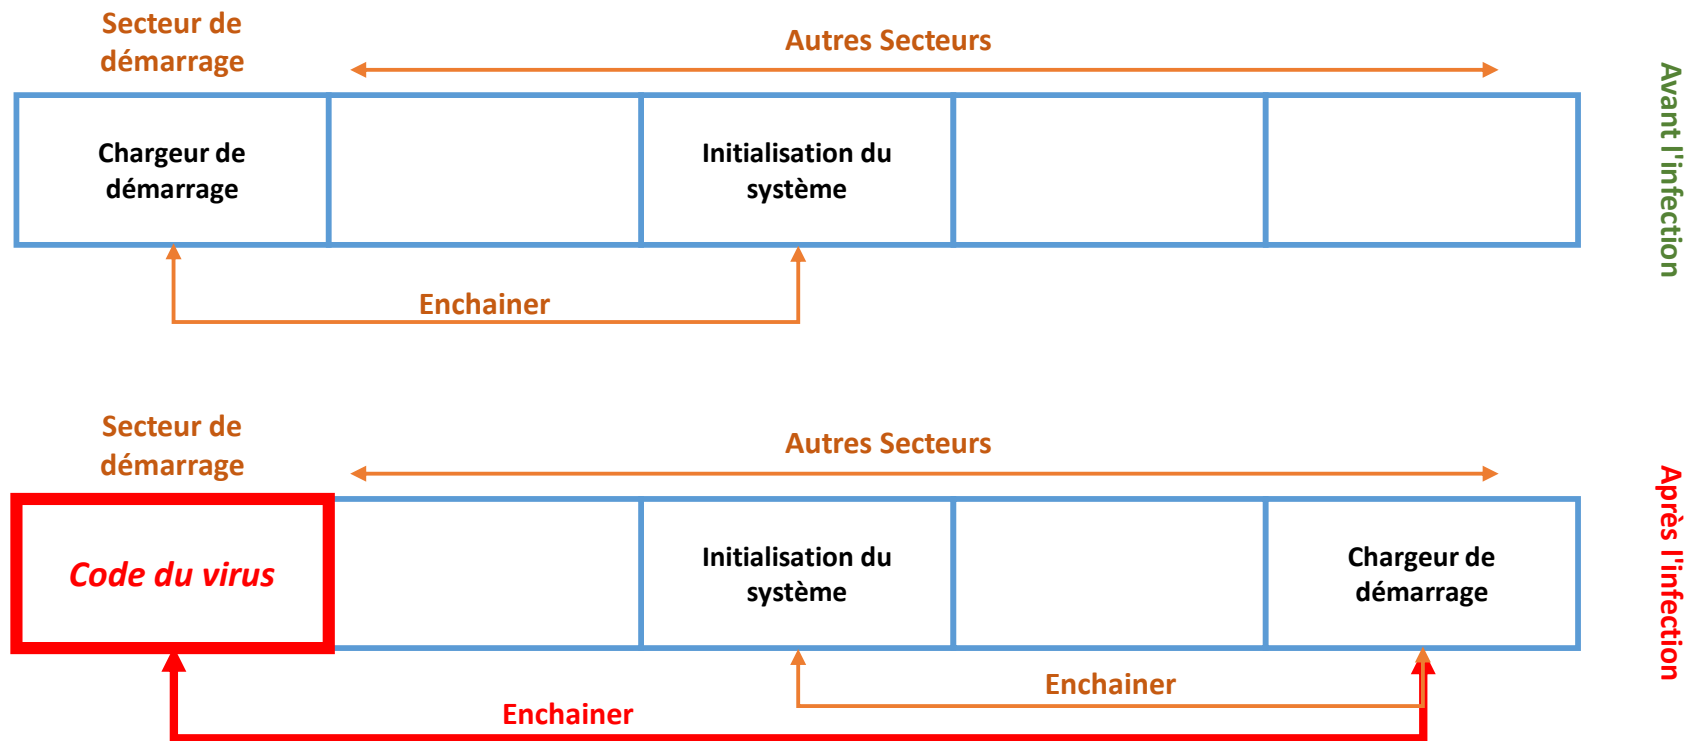 Secteur de
démarrage
Autres Secteurs
Avant l'infection
Chargeur de
démarrage
Initialisation du
système
Enchainer
Secteur de
démarrage
Autres Secteurs
Après l'infection
Code du virus
Initialisation du
système
Chargeur de
démarrage
Enchainer
Enchainer